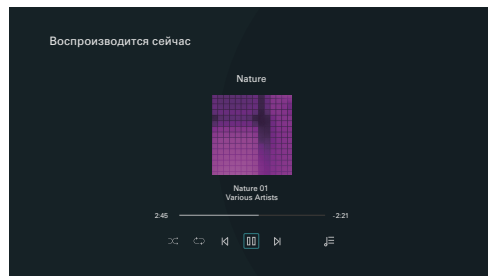 Воспроизводится сейчас
Nature
Nature 01
Various Artists
2:45
-2:21